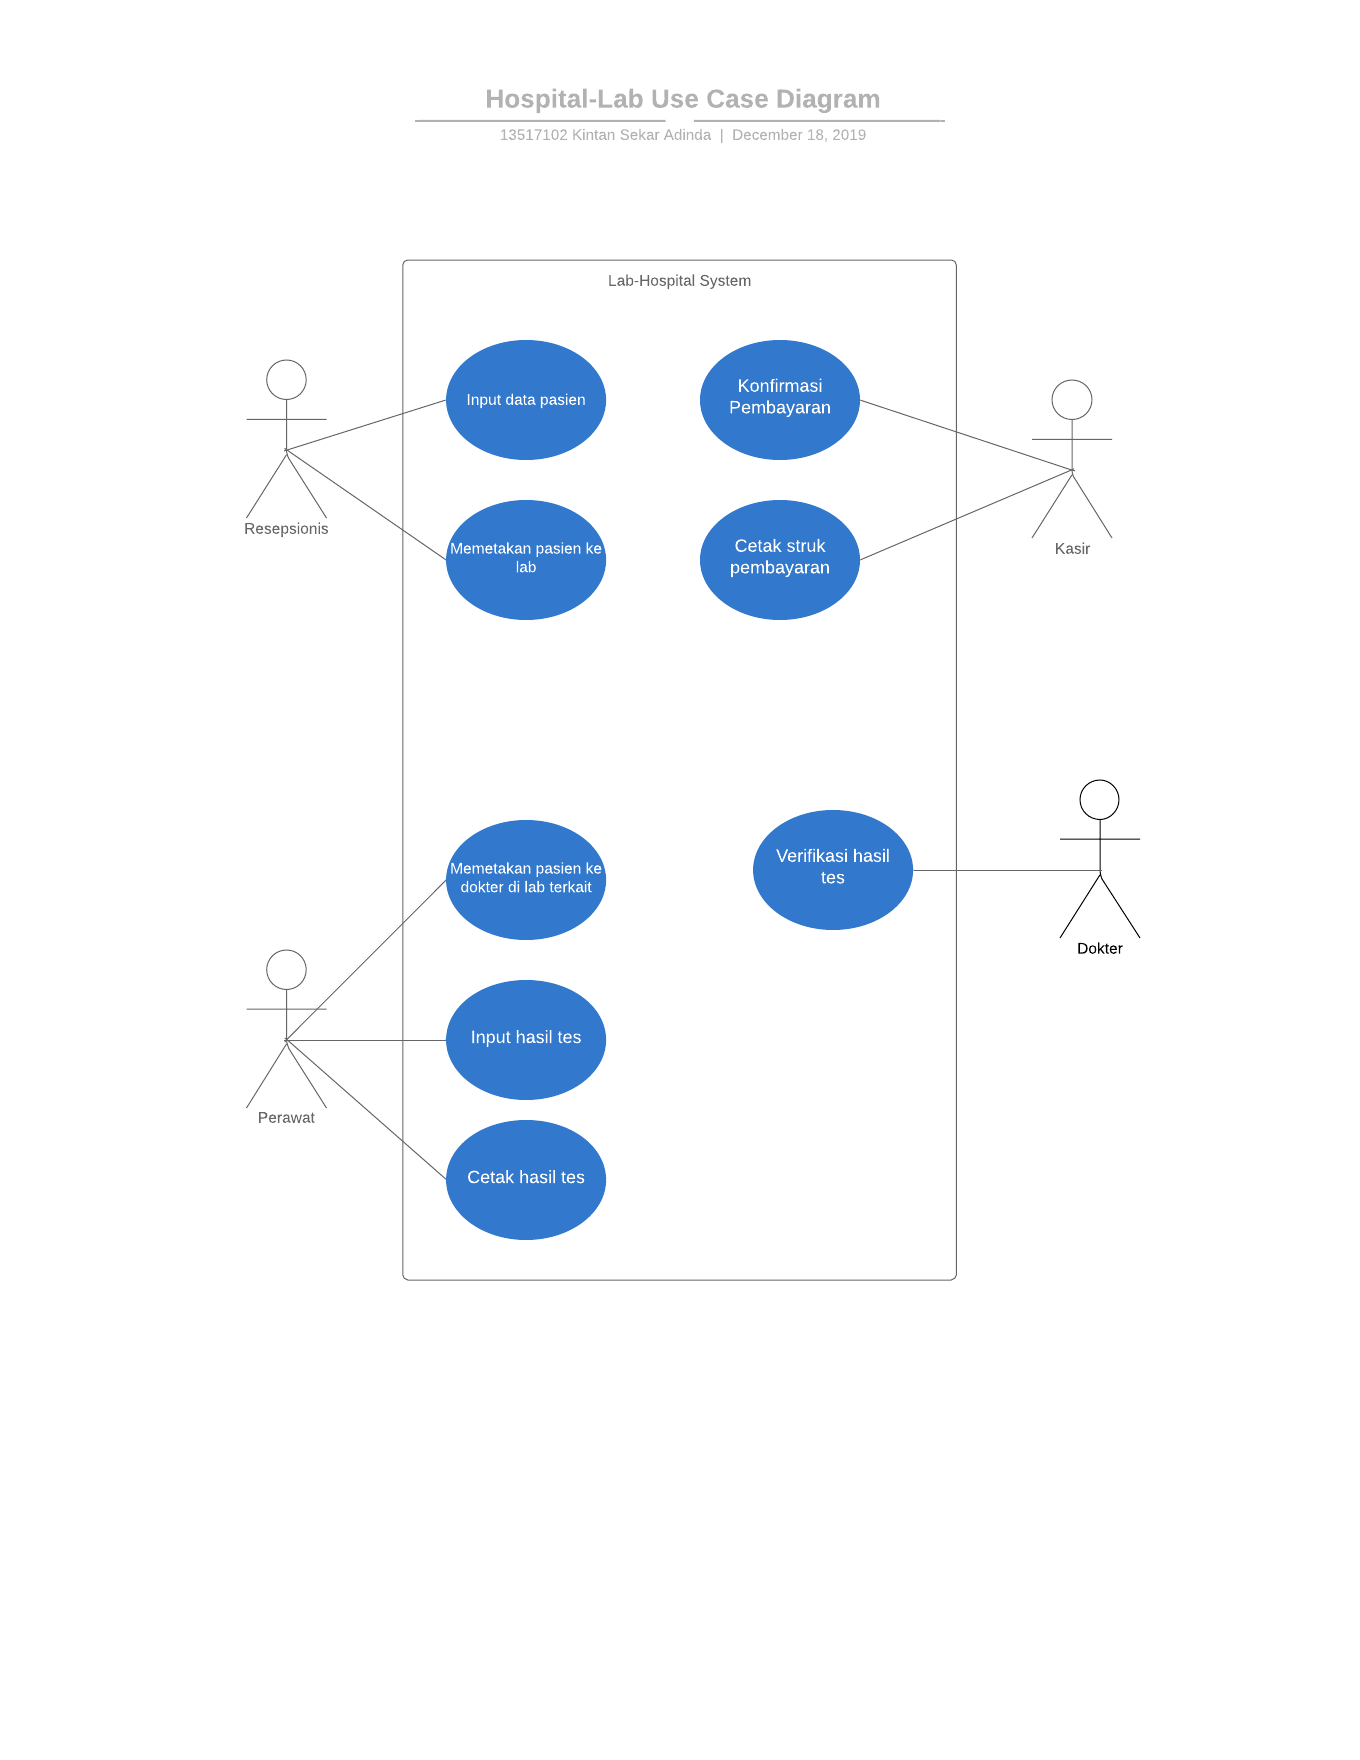 Hospital-Lab Use Case Diagram
13517102 Kintan Sekar Adinda | December 18, 2019
Lab-Hospital System
Input data pasien
Konfirmasi
Pembayaran
Resepsionis
Memetakan pasien ke
lab
Cetak struk
pembayaran
Kasir
Memetakan pasien ke
dokter di lab terkait
Verifikasi hasil
tes
Dokter
Input hasil tes
Perawat
Cetak hasil tes